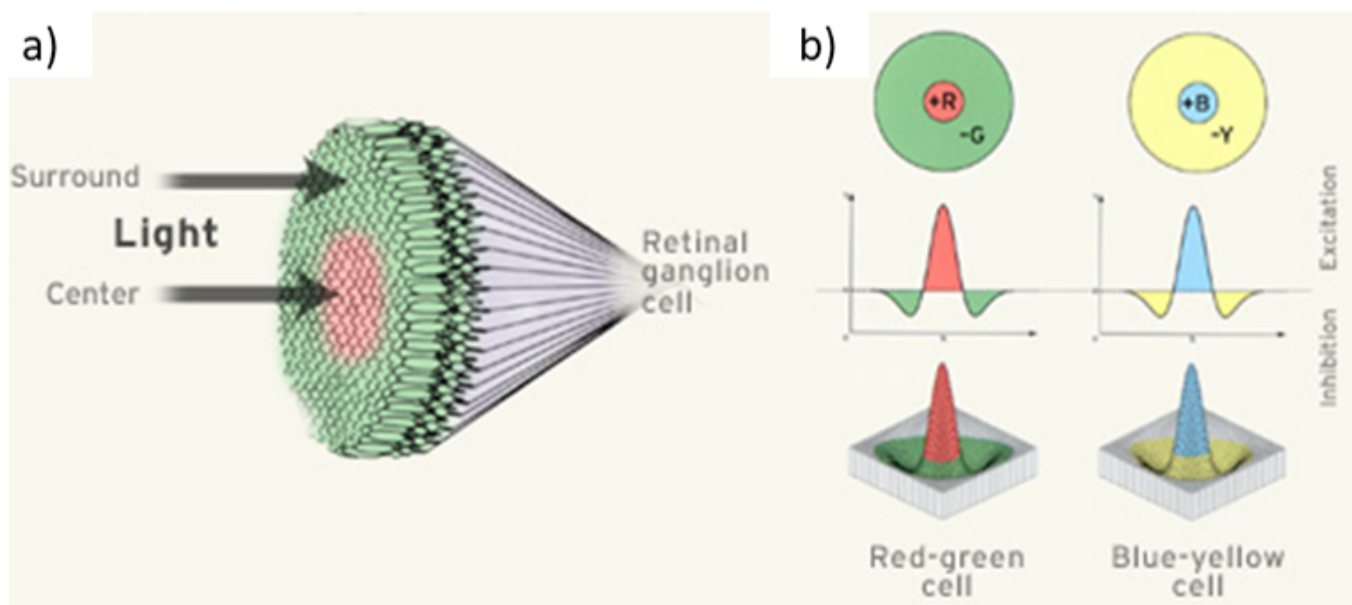 a)
Surround
Light
Center
Retinal
ganglion
cell
b)
+R
-G
+B
-Y
Excitation
Inhibition
Red-green
cell
Blue-yellow
cell